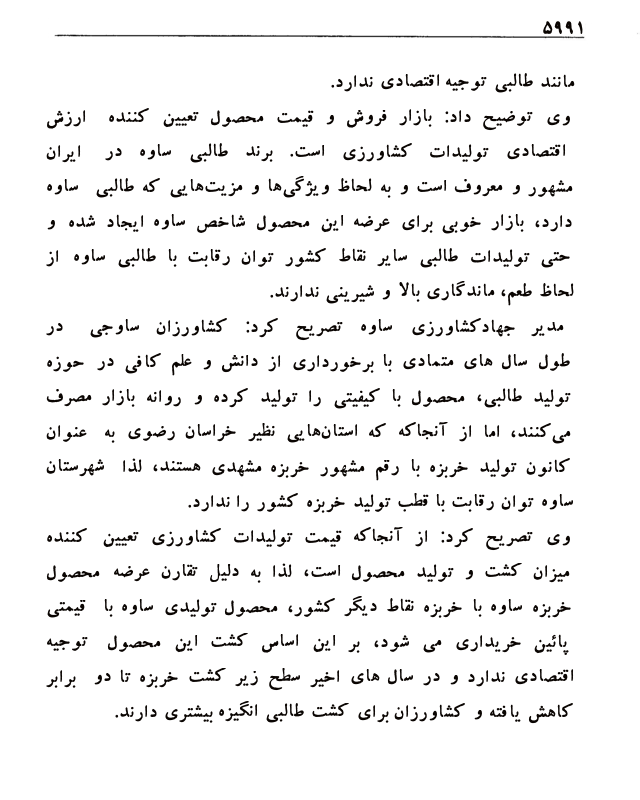 ۵۹۹۱
مانند طالبی توجیه اقتصادی ندارد.
وی توضیح داد: بازار فروش و قیمت محصول تعیین کننده ارزش
اقتصادی تولیدات کشاورزی است. برند طالبی ساوه در ایران
مشهور و معروف است و به لحاظ ویژگی‌ها و مزیت‌هایی که طالبی ساوه
دارد، بازار خوبی برای عرضه این محصول شاخص ساوه ایجاد شده و
حتی تولیدات طالبی سایر نقاط کشور توان رقابت با طالبی ساوه از
لحاظ طعم، ماندگاری بالا و شیرینی ندارند.
مدیر جهادکشاورزی ساوه تصریح کرد: کشاورزان ساوجی در
طول سال های متمادی با برخورداری از دانش و علم کافی در حوزه
تولید طالبی، محصول با کیفیتی را تولید کرده و روانه بازار مصرف
می‌کنند، اما از آنجاکه که استان‌هایی نظیر خراسان رضوی به عنوان
کانون تولید خربزه با رقم مشهور خربزه مشهدی هستند، لذا شهرستان
ساوه توان رقابت با قطب تولید خربزه کشور را ندارد.
وی تصریح کرد: از آنجاکه قیمت تولیدات کشاورزی تعیین کننده
میزان کشت و تولید محصول است، لذا به دلیل تقارن عرضه محصول
خربزه ساوه با خربزه نقاط دیگر کشور، محصول تولیدی ساوه با قیمتی
پائین خریداری می شود، بر این اساس کشت این محصول توجیه
اقتصادی ندارد و در سال های اخیر سطح زیر کشت خربزه تا دو برابر
کاهش یافته و کشاورزان برای کشت طالبی انگیزه بیشتری دارند.